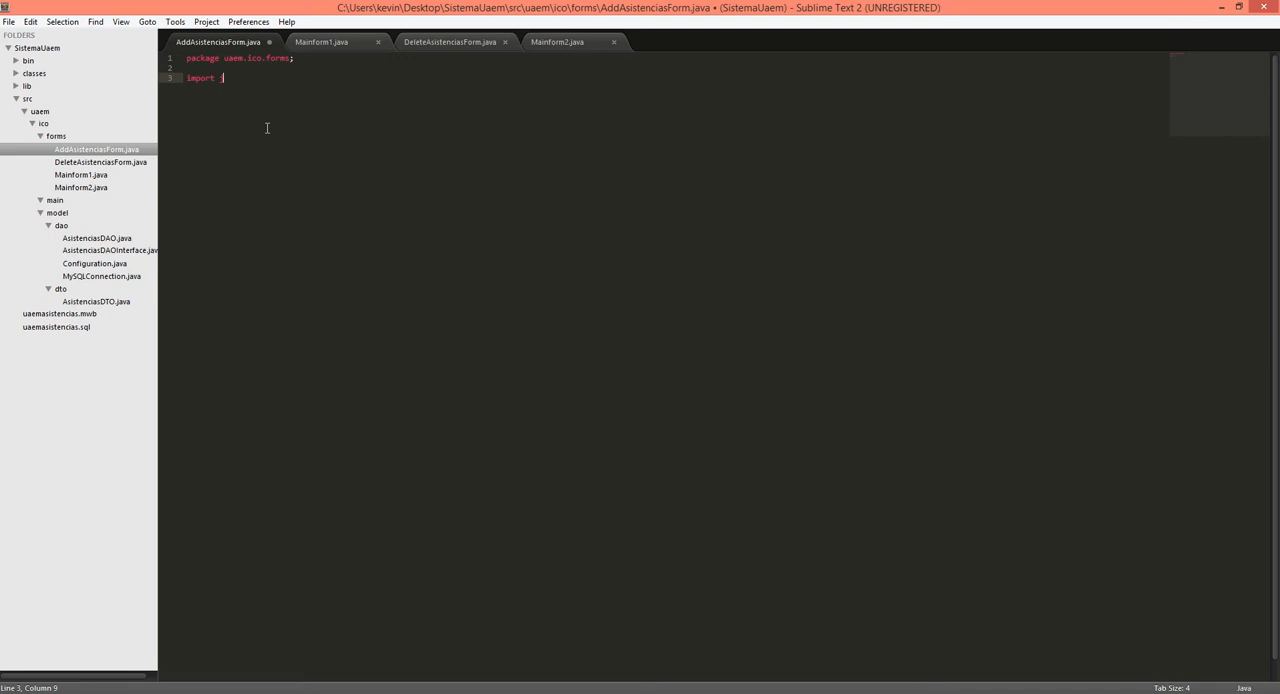 C:\Users\kevin\Desktop\SistemaUaem\src\uaem\ico\forms\AddAsistenciasForm.java • (SistemaUaem) - Sublime Text 2 (UNREGISTERED)
File Edit Selection Find View Goto Tools Project Preferences Help
FOLDERS
SistemaUaem
bin
classes
lib
src
uaem
ico
forms
AddAsistenciasForm.java
DeleteAsistenciasForm.java
Mainform1.java
Mainform2.java
main
model
dao
AsistenciasDAO.java
AsistenciasDAOInterface.jav
Configuration.java
MySQLConnection.java
dto
AsistenciasDTO.java
uaemasistencias.mwb
uaemasistencias.sql
AddAsistenciasForm.java Mainform1.java DeleteAsistenciasForm.java Mainform2.java
1 package uaem.ico.forms;
2
3 import j
Line 3, Column 9 Tab Size: 4 Java